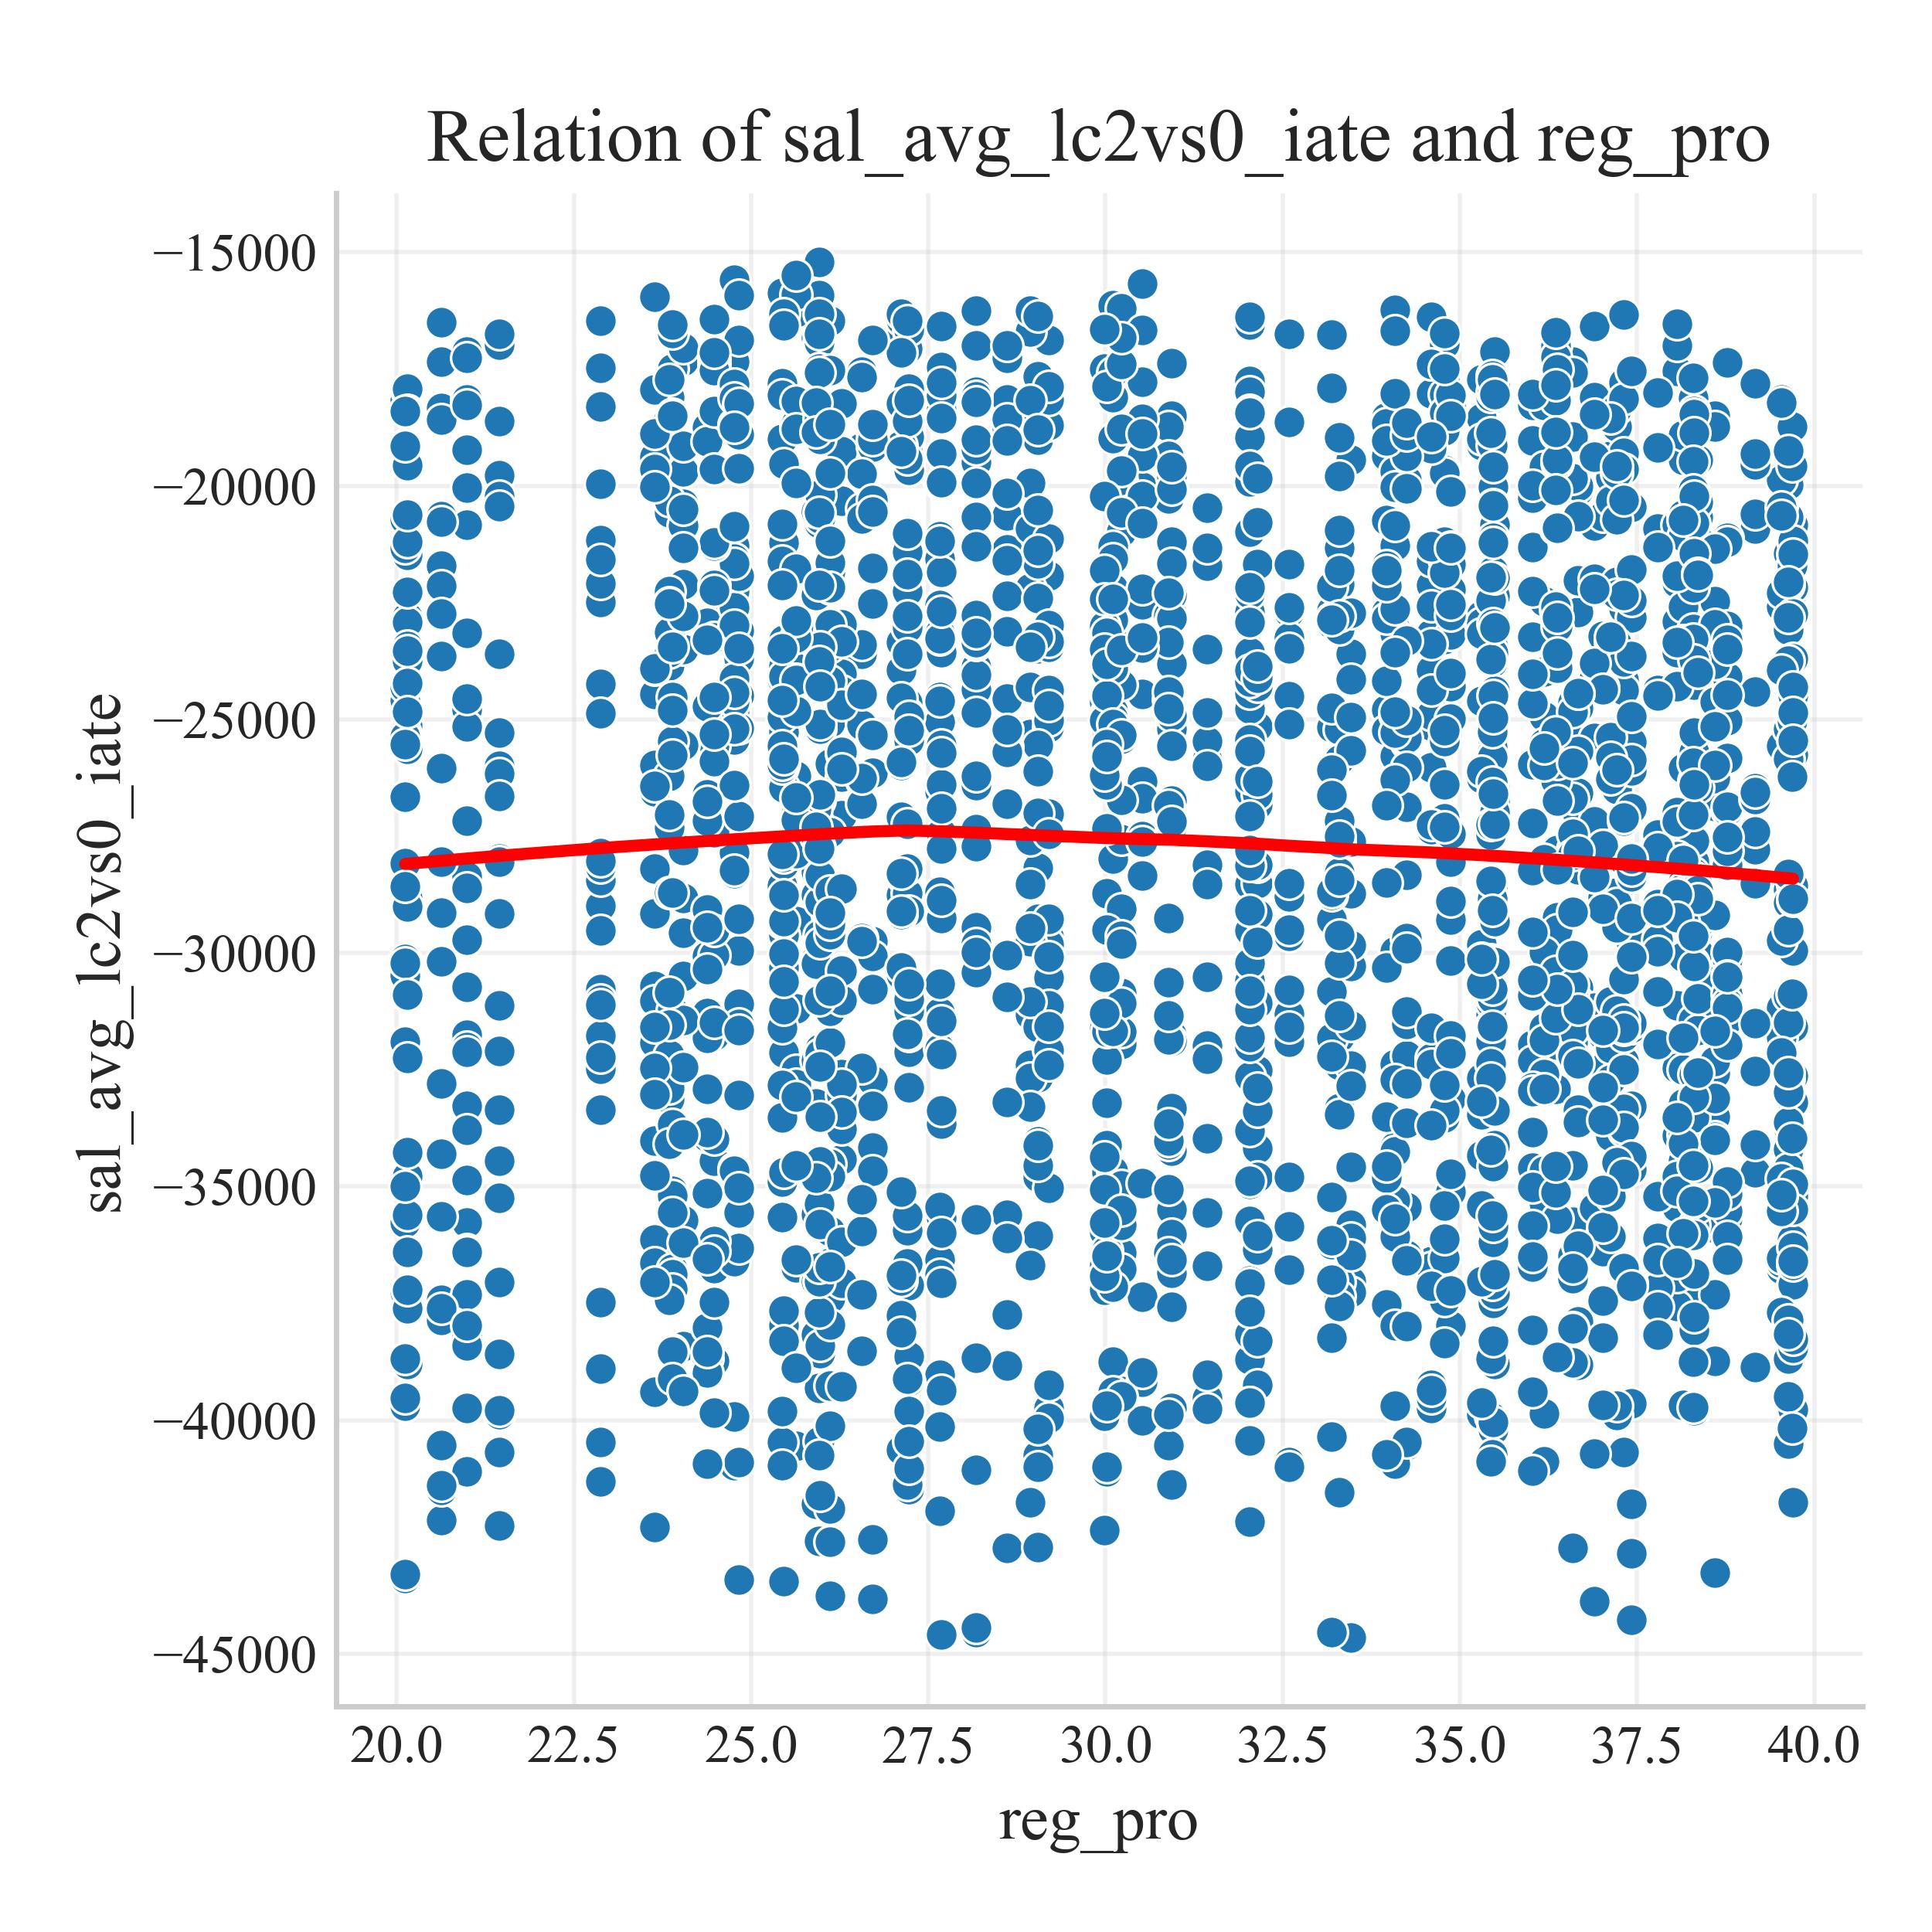 Relation of sal_avg_lc2vs0_iate and reg_pro
−15000
−20000
−25000
−30000
−35000
−40000
−45000
sal_avg_lc2vs0_iate
20.0 22.5 25.0 27.5 30.0 32.5 35.0 37.5 40.0
reg_pro